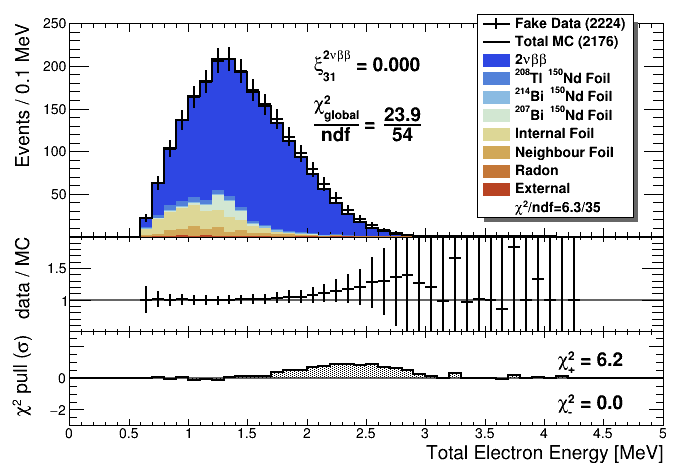 250
200
150
100
50
Events / 0.1 MeV
ξ₃₁²ᵛᵝᵝ = 0.000
χ²global / ndf = 23.9 / 54
Fake Data (2224)
Total MC (2176)
2νββ
²⁰⁸Tl ¹⁵⁰Nd Foil
²¹⁴Bi ¹⁵⁰Nd Foil
²⁰⁷Bi ¹⁵⁰Nd Foil
Internal Foil
Neighbour Foil
Radon
External
χ²/ndf=6.3/35
1.5
1
data / MC
0
−2
χ² pull (σ)
χ²₊ = 6.2
χ²₋ = 0.0
0 0.5 1 1.5 2 2.5 3 3.5 4 4.5 5
Total Electron Energy [MeV]